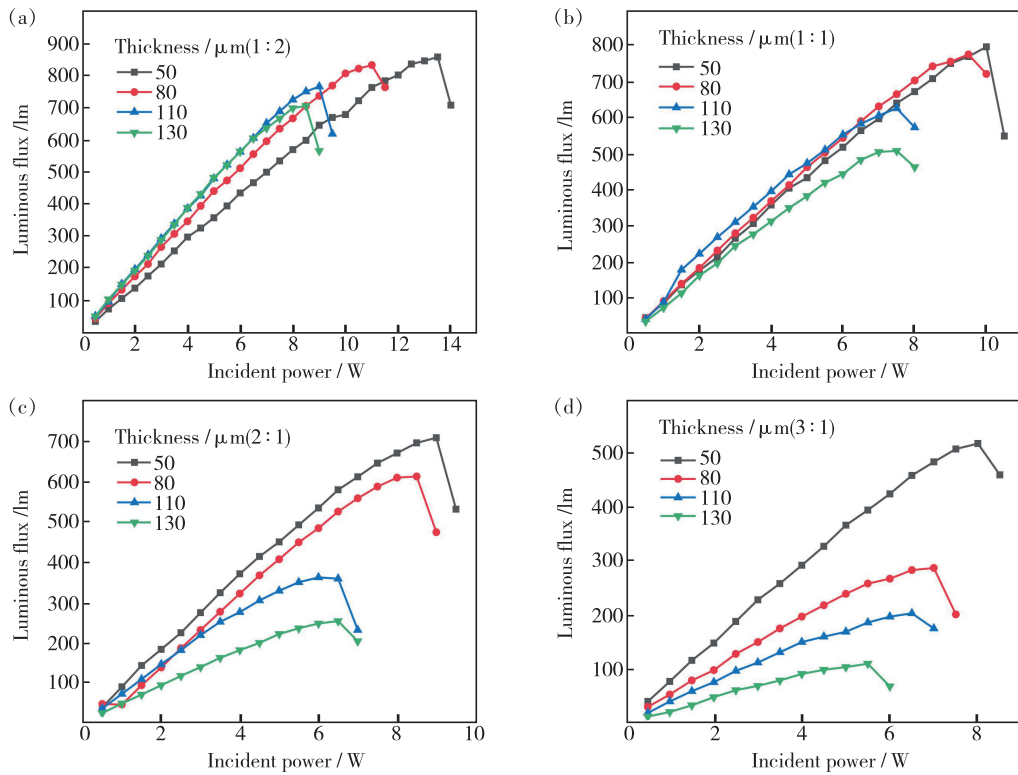 (a)
Thickness / μm(1∶2)
50
80
110
130
Luminous flux /lm
900
800
700
600
500
400
300
200
100
0 2 4 6 8 10 12 14
Incident power / W
(b)
Thickness / μm(1∶1)
50
80
110
130
Luminous flux /lm
800
700
600
500
400
300
200
100
0 2 4 6 8 10
Incident power / W
(c)
Thickness / μm(2∶1)
50
80
110
130
Luminous flux /lm
700
600
500
400
300
200
100
0 2 4 6 8 10
Incident power / W
(d)
Thickness / μm(3∶1)
50
80
110
130
Luminous flux /lm
500
400
300
200
100
0 2 4 6 8
Incident power / W